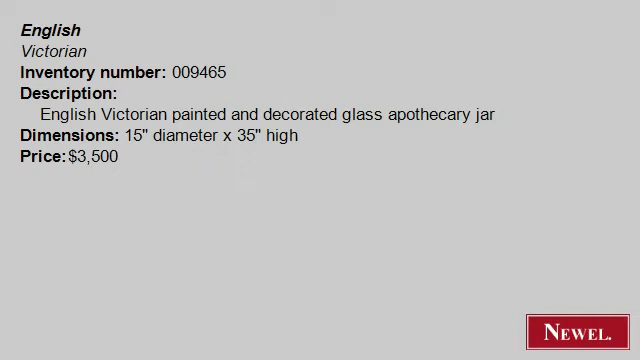 English
Victorian
Inventory number: 009465
Description:
English Victorian painted and decorated glass apothecary jar
Dimensions: 15" diameter x 35" high
Price:$3,500
NEWEL.